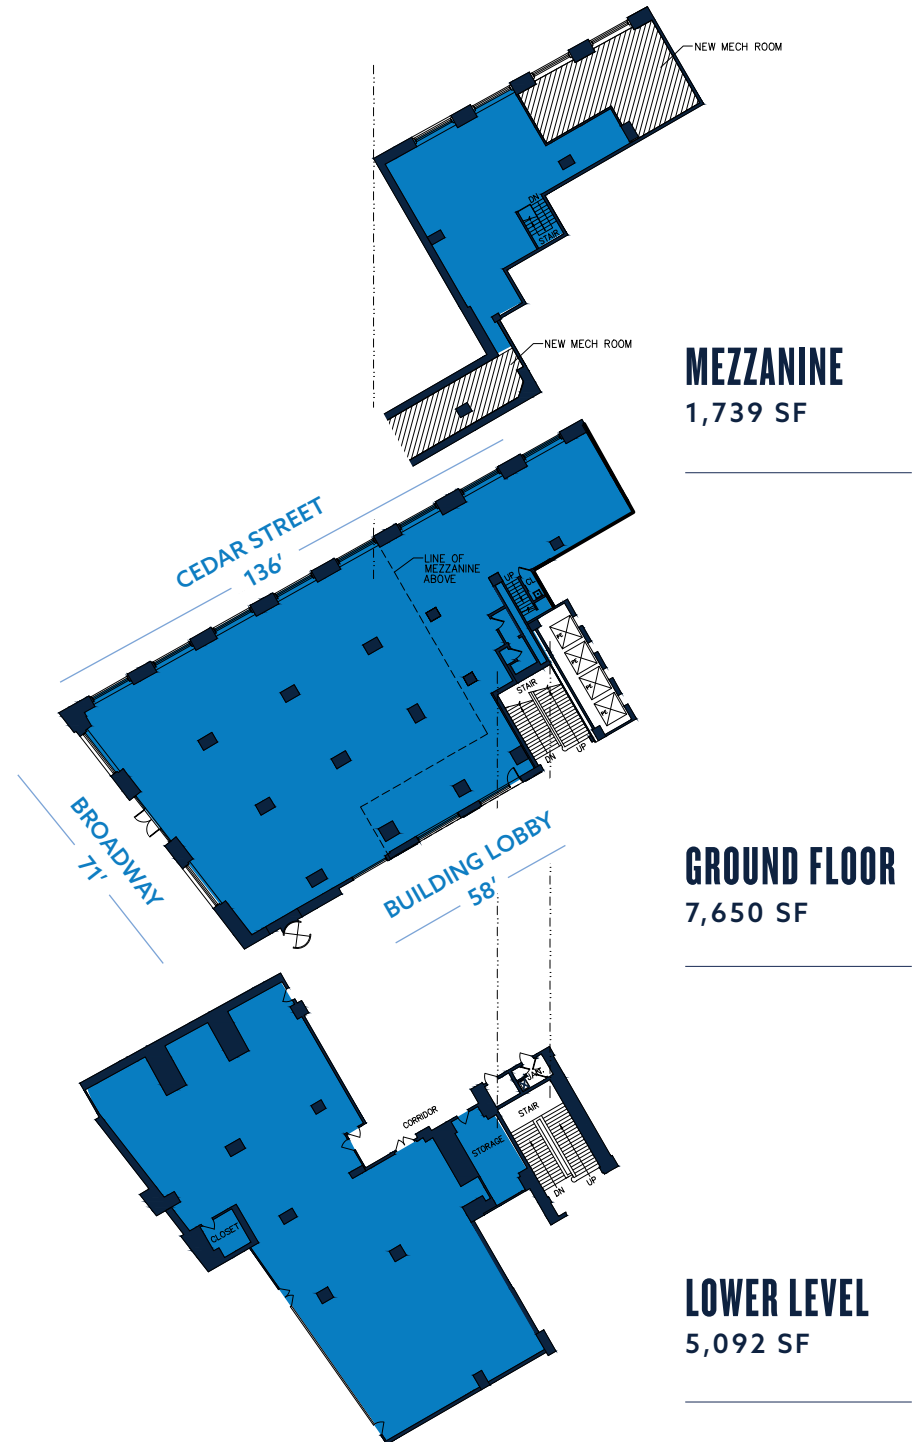 NEW MECH ROOM
DN
STAIR
NEW MECH ROOM
MEZZANINE
1,739 SF
CEDAR STREET
136'
LINE OF
MEZZANINE
ABOVE
UP
CL
STAIR
DN
UP
BROADWAY
71'
BUILDING LOBBY
58'
GROUND FLOOR
7,650 SF
CORRIDOR
JAN.
STAIR
STORAGE
DN
UP
CLOSET
LOWER LEVEL
5,092 SF